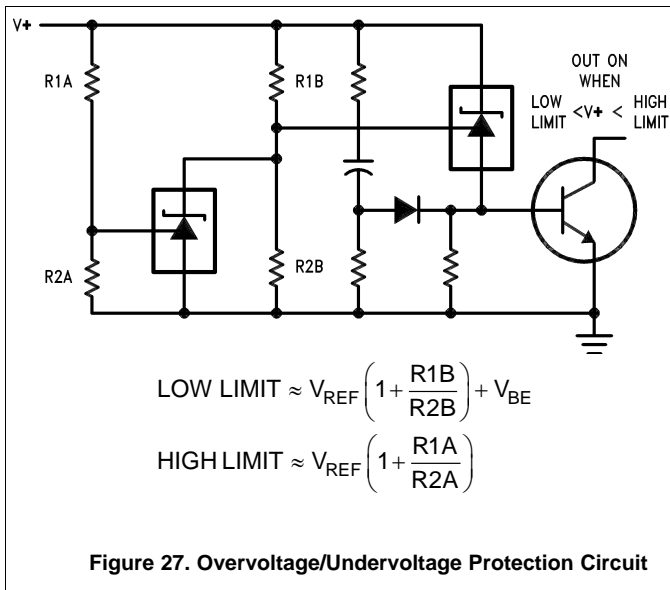 V+
R1A
R1B
OUT ON
WHEN
LOW LIMIT <V+ < HIGH LIMIT
R2A
R2B
LOW LIMIT ≈ V_REF (1 + R1B/R2B) + V_BE
HIGH LIMIT ≈ V_REF (1 + R1A/R2A)
Figure 27. Overvoltage/Undervoltage Protection Circuit